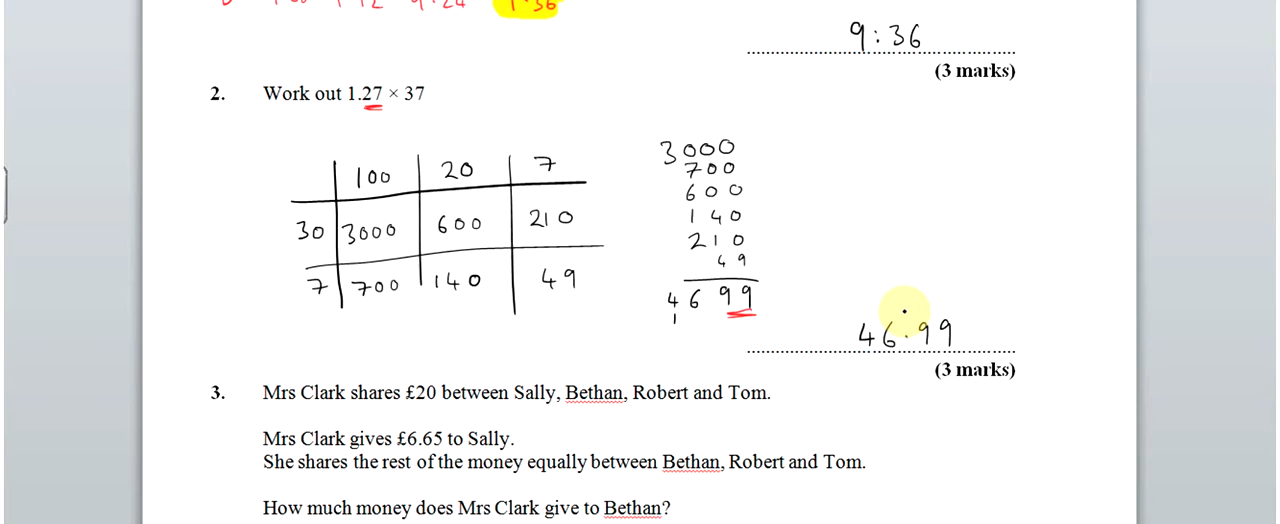 9:36
(3 marks)
2. Work out 1.27 × 37
100 20 7
30 3000 600 210
7 700 140 49
3000
700
600
140
210
49
4699
1
46.99
(3 marks)
3. Mrs Clark shares £20 between Sally, Bethan, Robert and Tom.
Mrs Clark gives £6.65 to Sally.
She shares the rest of the money equally between Bethan, Robert and Tom.
How much money does Mrs Clark give to Bethan?